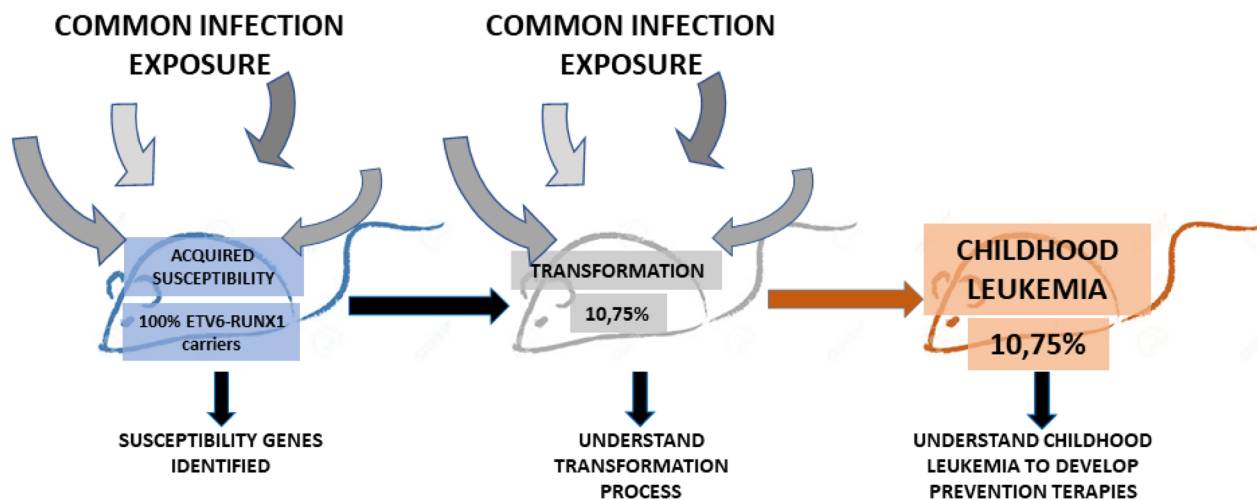 COMMON INFECTION
EXPOSURE
COMMON INFECTION
EXPOSURE
ACQUIRED
SUSCEPTIBILITY
100% ETV6-RUNX1
carriers
TRANSFORMATION
10,75%
CHILDHOOD
LEUKEMIA
10,75%
SUSCEPTIBILITY GENES
IDENTIFIED
UNDERSTAND
TRANSFORMATION
PROCESS
UNDERSTAND CHILDHOOD
LEUKEMIA TO DEVELOP
PREVENTION TERAPIES